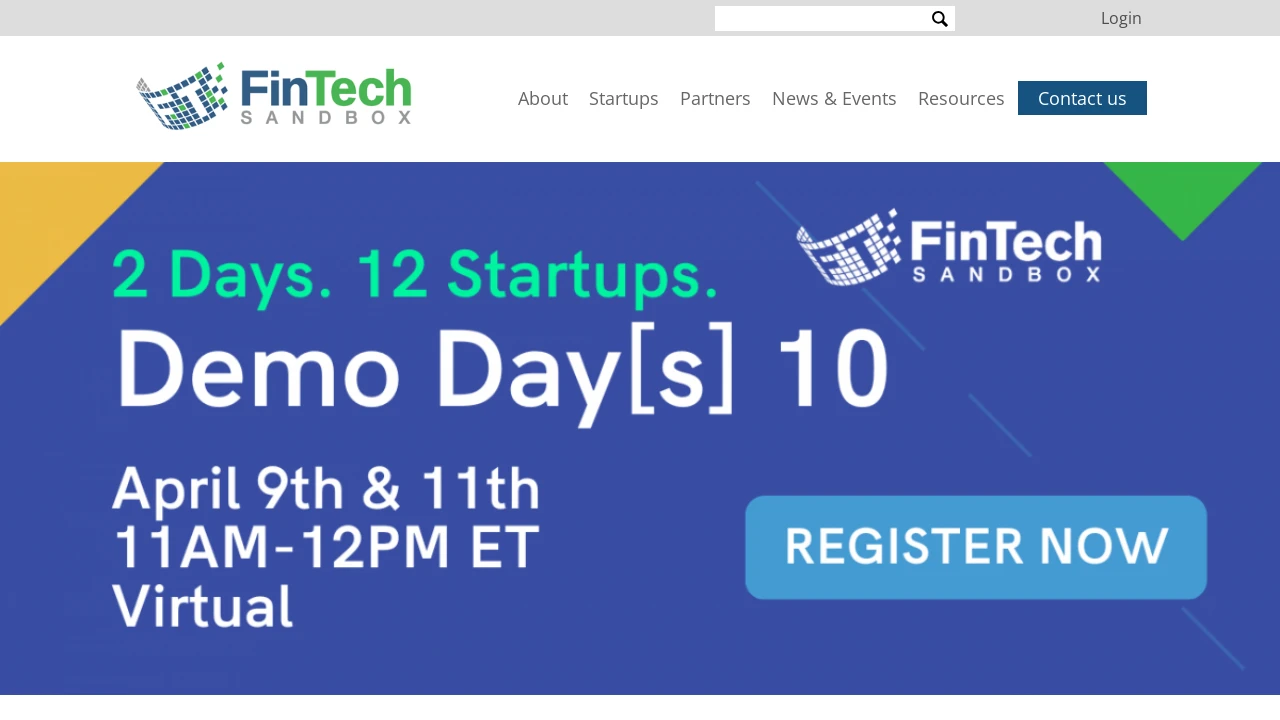 Login
FinTech
SANDBOX
About Startups Partners News & Events Resources Contact us
FinTech
SANDBOX
2 Days. 12 Startups.
Demo Day[s] 10
April 9th & 11th
11AM-12PM ET
Virtual
REGISTER NOW